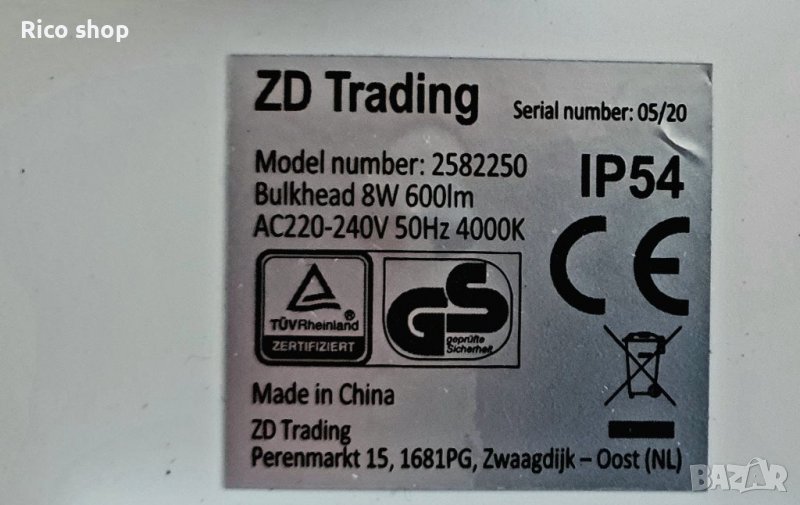 Rico shop
ZD Trading
Serial number: 05/20
Model number: 2582250
Bulkhead 8W 600lm
AC220-240V 50Hz 4000K
IP54
CE
TÜVRheinland ®
ZERTIFIZIERT
GS
geprüfte
Sicherheit
Made in China
ZD Trading
Perenmarkt 15, 1681PG, Zwaagdijk – Oost (NL)
BAZAR